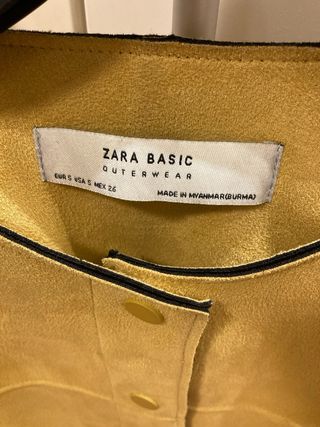 ZARA BASIC
OUTERWEAR
EUR S USA S MEX 26
MADE IN MYANMAR(BURMA)